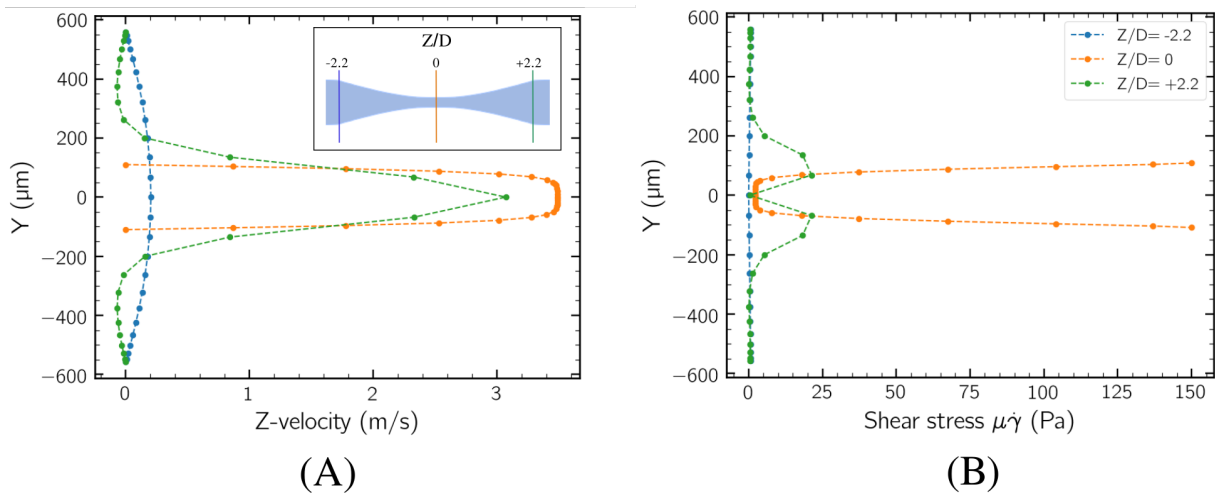 600
400
200
0
−200
−400
−600
Y (μm)
0
1
2
3
Z-velocity (m/s)
Z/D
-2.2
0
+2.2
(A)
600
400
200
0
−200
−400
−600
Y (μm)
0
25
50
75
100
125
150
Shear stress μγ̇ (Pa)
Z/D= -2.2
Z/D= 0
Z/D= +2.2
(B)